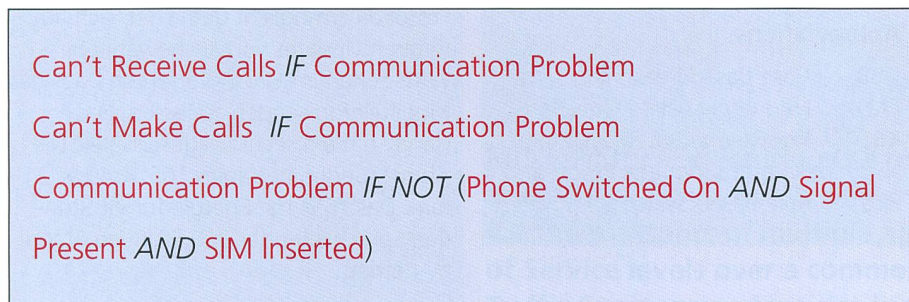 Can't Receive Calls IF Communication Problem
Can't Make Calls IF Communication Problem
Communication Problem IF NOT (Phone Switched On AND Signal
Present AND SIM Inserted)